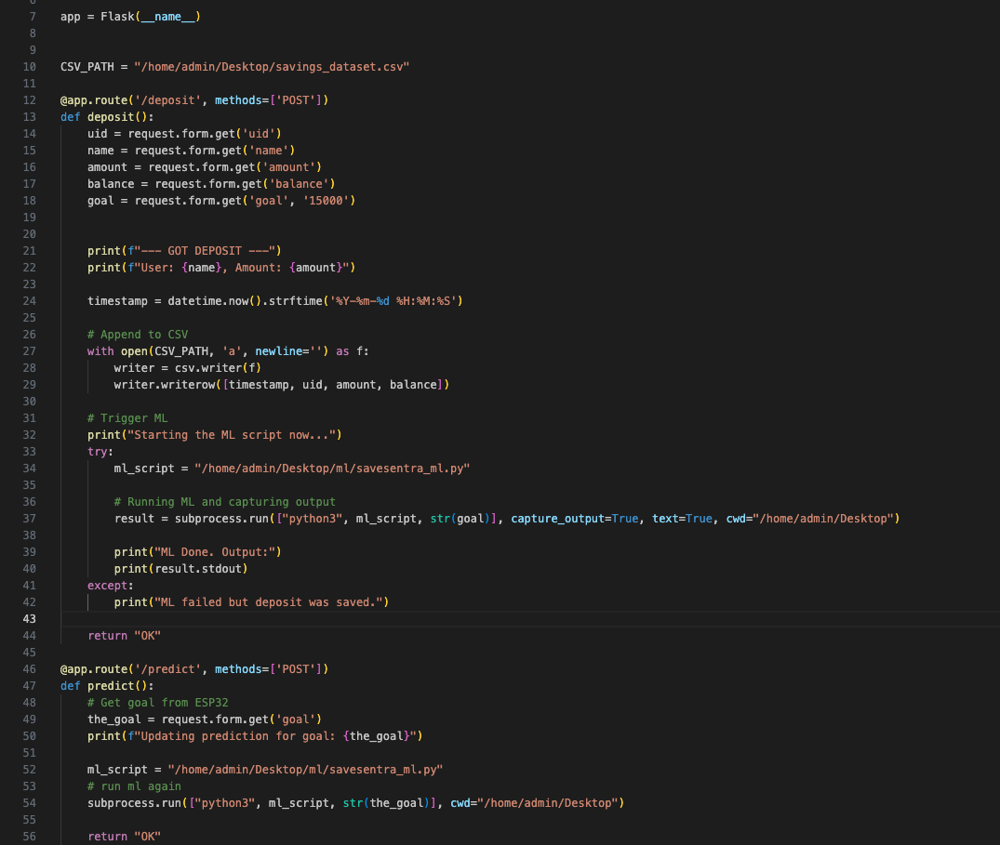 6
7 app = Flask(__name__)
8
9
10 CSV_PATH = "/home/admin/Desktop/savings_dataset.csv"
11
12 @app.route('/deposit', methods=['POST'])
13 def deposit():
14     uid = request.form.get('uid')
15     name = request.form.get('name')
16     amount = request.form.get('amount')
17     balance = request.form.get('balance')
18     goal = request.form.get('goal', '15000')
19
20
21     print(f"--- GOT DEPOSIT ---")
22     print(f"User: {name}, Amount: {amount}")
23
24     timestamp = datetime.now().strftime('%Y-%m-%d %H:%M:%S')
25
26     # Append to CSV
27     with open(CSV_PATH, 'a', newline='') as f:
28         writer = csv.writer(f)
29         writer.writerow([timestamp, uid, amount, balance])
30
31     # Trigger ML
32     print("Starting the ML script now...")
33     try:
34         ml_script = "/home/admin/Desktop/ml/savesentra_ml.py"
35
36         # Running ML and capturing output
37         result = subprocess.run(["python3", ml_script, str(goal)], capture_output=True, text=True, cwd="/home/admin/Desktop")
38
39         print("ML Done. Output:")
40         print(result.stdout)
41     except:
42         print("ML failed but deposit was saved.")
43
44     return "OK"
45
46 @app.route('/predict', methods=['POST'])
47 def predict():
48     # Get goal from ESP32
49     the_goal = request.form.get('goal')
50     print(f"Updating prediction for goal: {the_goal}")
51
52     ml_script = "/home/admin/Desktop/ml/savesentra_ml.py"
53     # run ml again
54     subprocess.run(["python3", ml_script, str(the_goal)], cwd="/home/admin/Desktop")
55
56     return "OK"